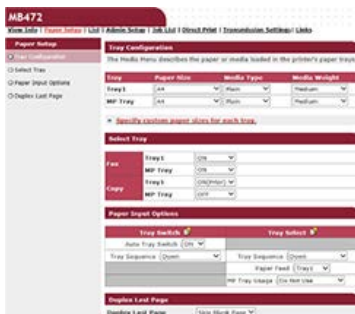 MB472
View Info | Paper Setup | List | Admin Setup | Job List | Direct Print | Transmission Settings| Links
Paper Setup
Tray Configuration
Select Tray
Paper Input Options
Duplex Last Page
Tray Configuration
The Media Menu describes the paper or media loaded in the printer's paper trays
Tray Paper Size Media Type Media Weight
Tray1 A4 Plain Medium
MP Tray A4 Plain Medium
Specify custom paper sizes for each tray.
Select Tray
Fax
Tray1 ON
MP Tray ON
Copy
Tray1 ON(Prior)
MP Tray OFF
Paper Input Options
Tray Switch Tray Select
Auto Tray Switch ON
Tray Sequence Down Tray Sequence Down
Paper Feed Tray1
MP Tray Usage Do Not Use
Duplex Last Page
Duplex Last Page Skip Blank Page